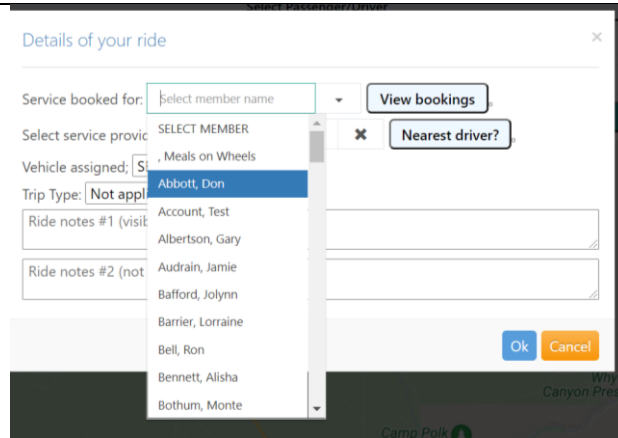 Select Passenger/Driver
Details of your ride
×
Service booked for: Select member name View bookings
SELECT MEMBER
, Meals on Wheels
Abbott, Don
Account, Test
Albertson, Gary
Audrain, Jamie
Bafford, Jolynn
Barrier, Lorraine
Bell, Ron
Bennett, Alisha
Bothum, Monte
Select service provid
Nearest driver?
Vehicle assigned;
Trip Type: Not appli
Ride notes #1 (visib
Ride notes #2 (not
Ok Cancel
Why
Canyon Pres
Camp Polk